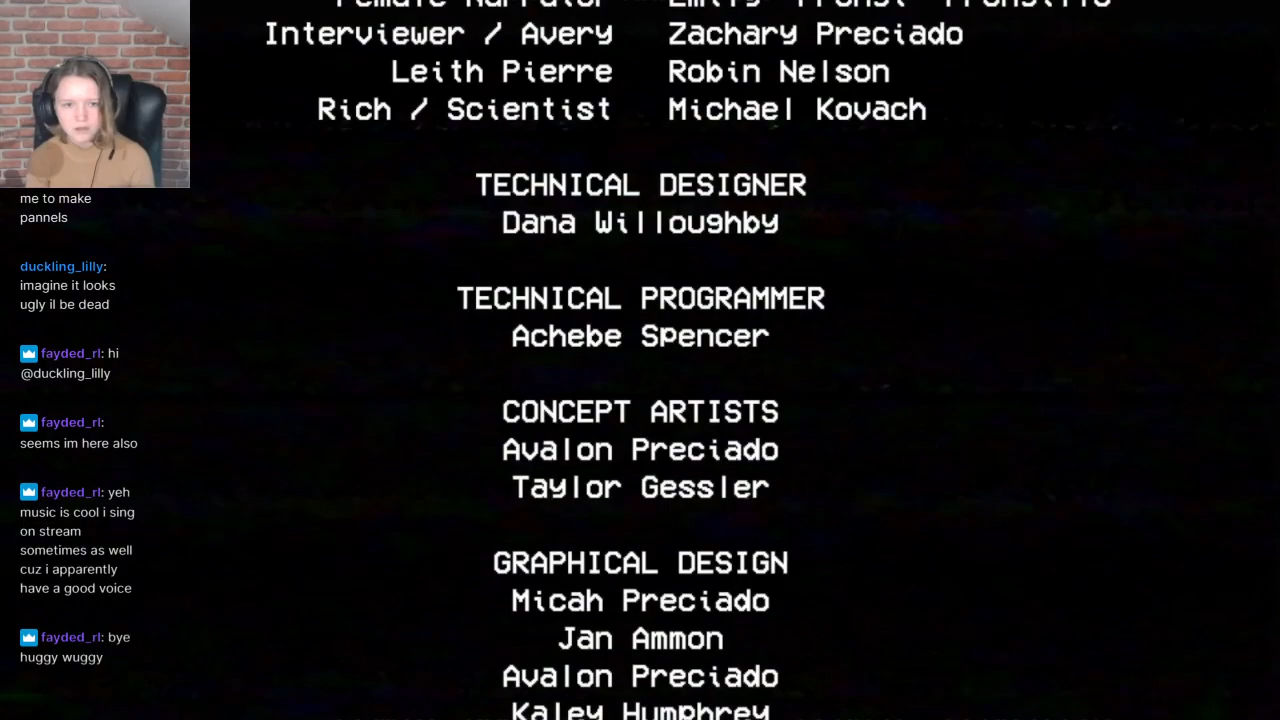 Interviewer / Avery Zachary Preciado
Leith Pierre Robin Nelson
Rich / Scientist Michael Kovach
TECHNICAL DESIGNER
Dana Willoughby
TECHNICAL PROGRAMMER
Achebe Spencer
CONCEPT ARTISTS
Avalon Preciado
Taylor Gessler
GRAPHICAL DESIGN
Micah Preciado
Jan Ammon
Avalon Preciado
Kaley Humphrey
me to make
pannels
duckling_lilly:
imagine it looks
ugly il be dead
fayded_rl: hi
@duckling_lilly
fayded_rl:
seems im here also
fayded_rl: yeh
music is cool i sing
on stream
sometimes as well
cuz i apparently
have a good voice
fayded_rl: bye
huggy wuggy